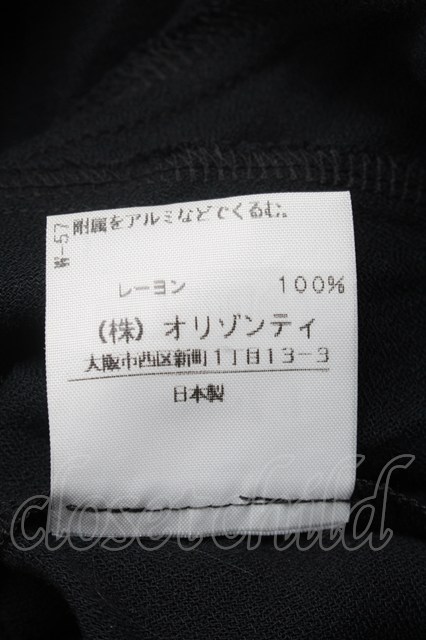 W-57
附属をアルミなどでくるむ。
レーヨン 100%
(株) オリゾンティ
大阪市西区新町1丁目13-3
日本製
closet child